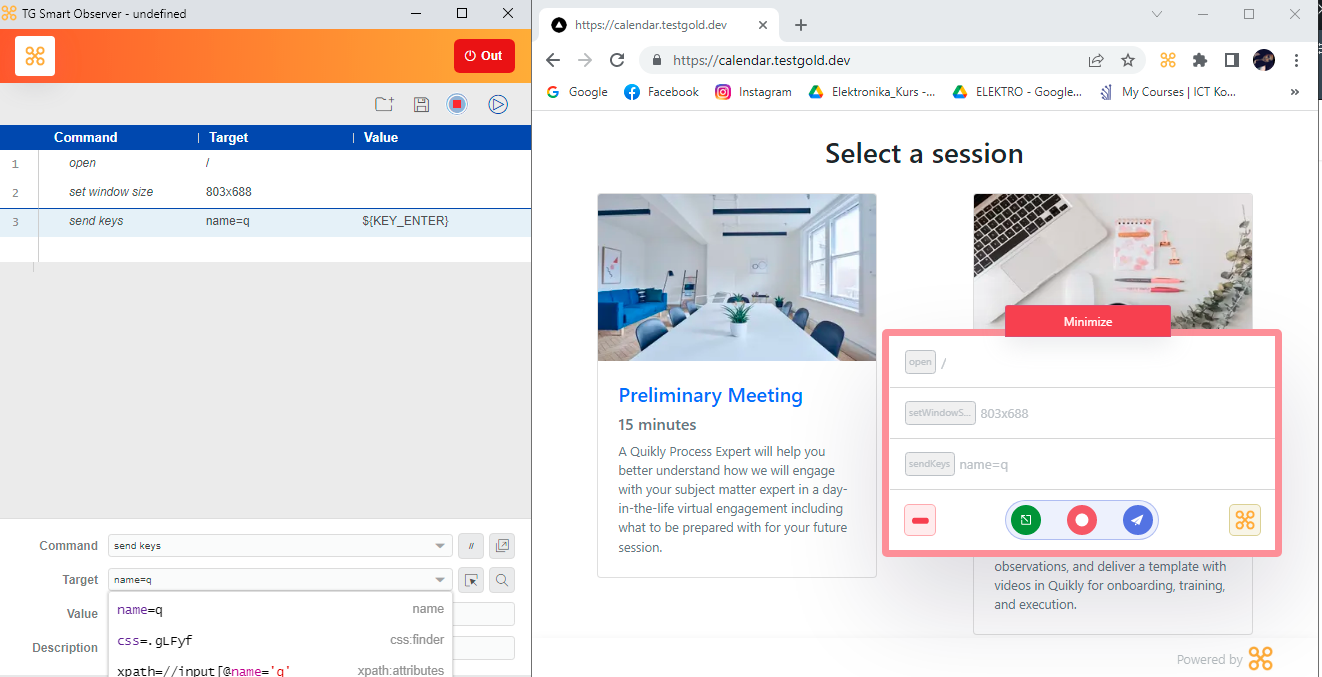 TG Smart Observer - undefined
Out
Command | Target | Value
1 open /
2 set window size 803x688
3 send keys name=q ${KEY_ENTER}
Command send keys //
Target name=q
Value
Description
name=q name
css=.gLFyf css:finder
xpath=//input[@name='q' xpath:attributes
https://calendar.testgold.dev
https://calendar.testgold.dev
Google Facebook Instagram Elektronika_Kurs -... ELEKTRO - Google... My Courses | ICT Ko... »
Select a session
Preliminary Meeting
15 minutes
A Quikly Process Expert will help you
better understand how we will engage
with your subject matter expert in a day-
in-the-life virtual engagement including
what to be prepared with for your future
session.
Minimize
open /
setWindowS... 803x688
sendKeys name=q
observations, and deliver a template with
videos in Quikly for onboarding, training,
and execution.
Powered by